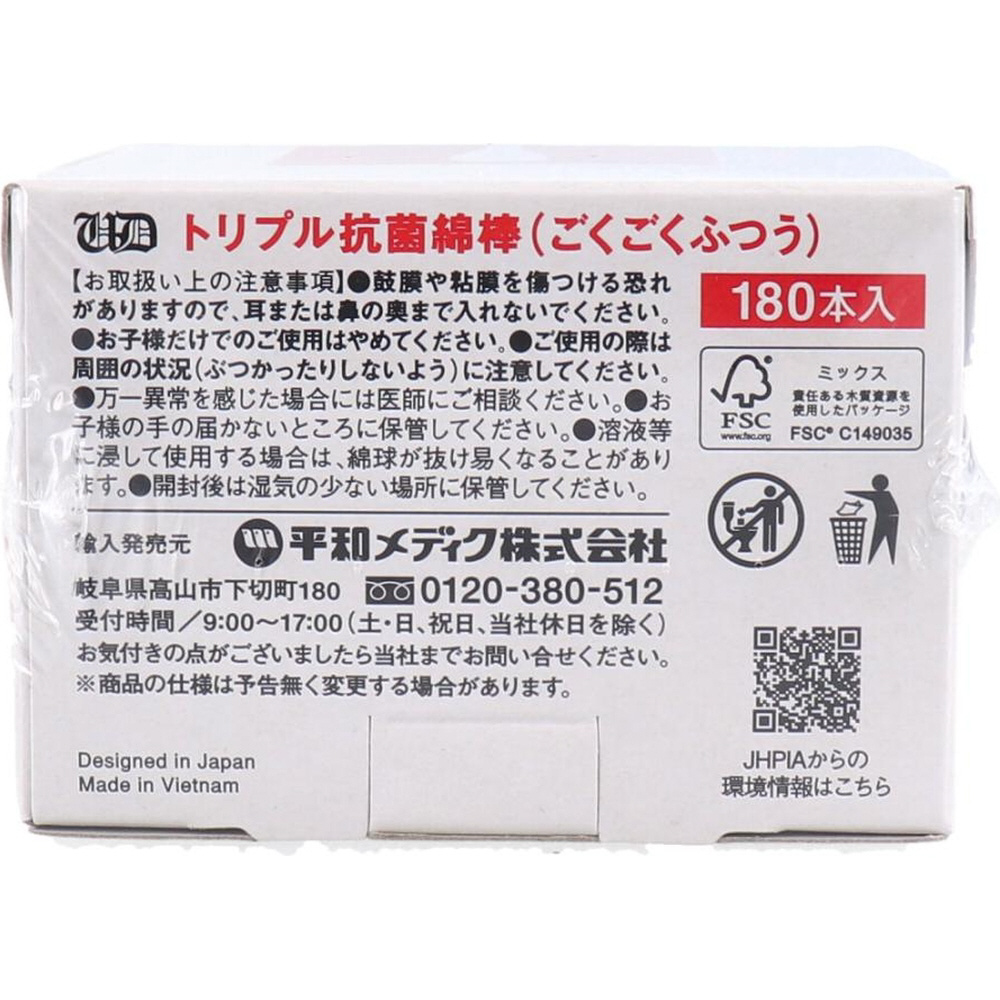 UD トリプル抗菌綿棒(ごくごくふつう)
【お取扱い上の注意事項】●鼓膜や粘膜を傷つける恐れ
がありますので、耳または鼻の奥まで入れないでください。
●お子様だけでのご使用はやめてください。●ご使用の際は
周囲の状況(ぶつかったりしないよう)に注意してください。
●万一異常を感じた場合には医師にご相談ください。●お
子様の手の届かないところに保管してください。●溶液等
に浸して使用する場合は、綿球が抜け易くなることがあり
ます。●開封後は湿気の少ない場所に保管してください。
180本入
FSC
www.fsc.org
ミックス
責任ある木質資源を
使用したパッケージ
FSC® C149035
輸入発売元 平和メディク株式会社
岐阜県高山市下切町180 0120-380-512
受付時間/9:00〜17:00(土・日、祝日、当社休日を除く)
お気付きの点がございましたら当社までお問い合せください。
※商品の仕様は予告無く変更する場合があります。
Designed in Japan
Made in Vietnam
JHPIAからの
環境情報はこちら